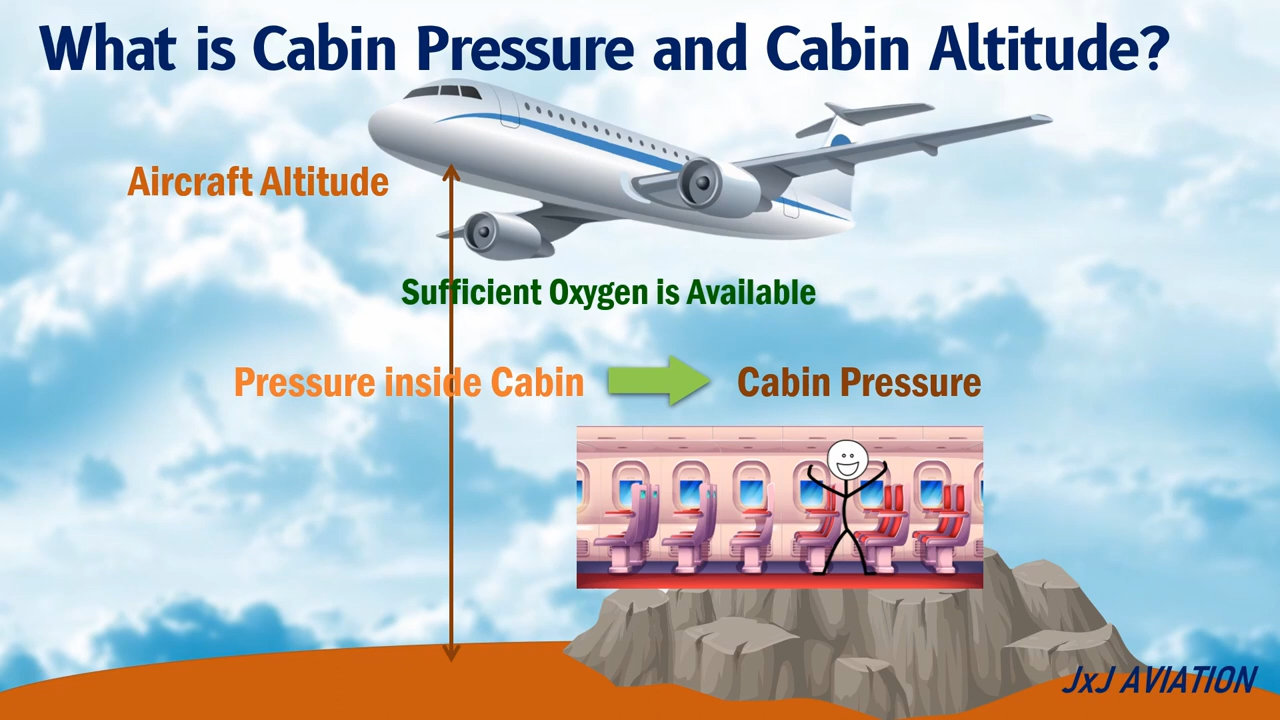 What is Cabin Pressure and Cabin Altitude?
Aircraft Altitude
Sufficient Oxygen is Available
Pressure inside Cabin
Cabin Pressure
JxJ AVIATION